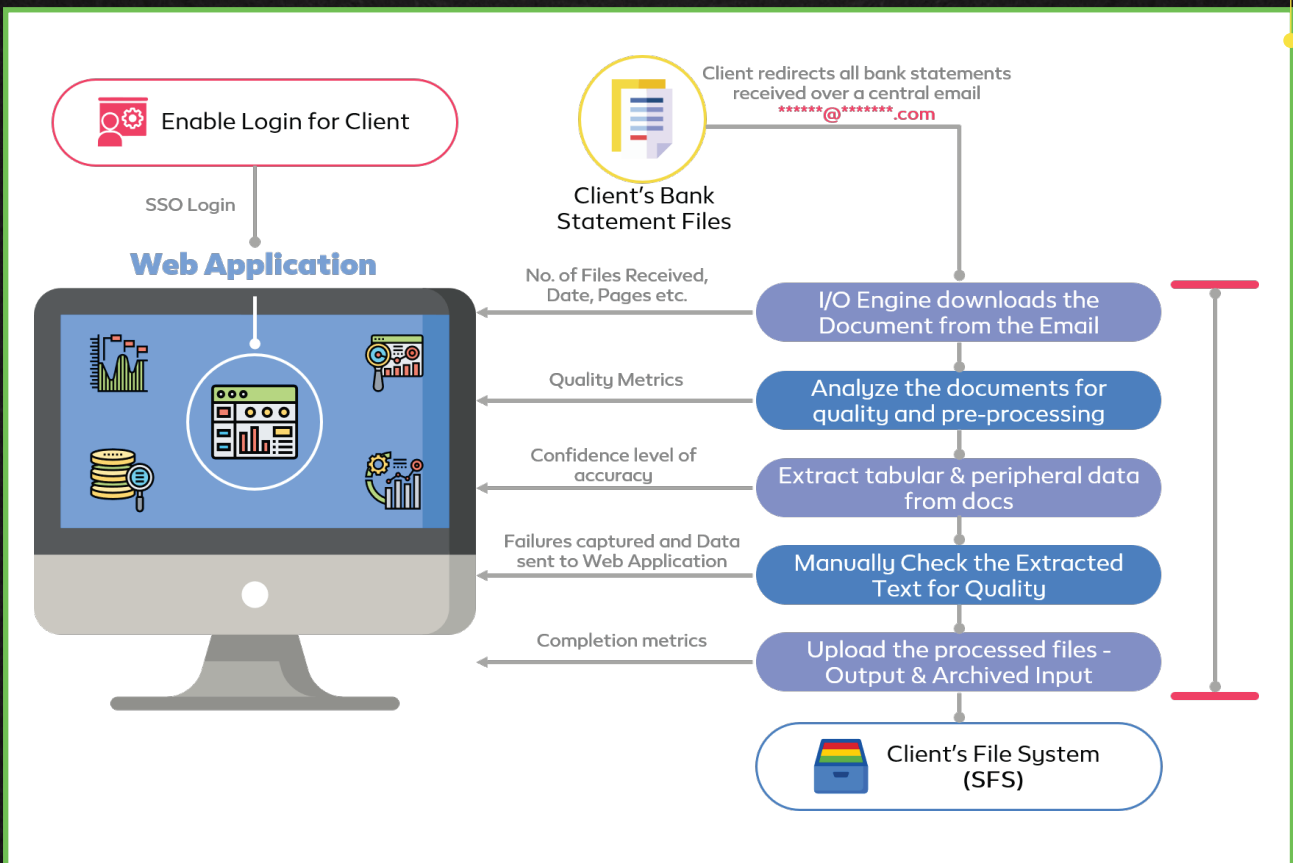 Enable Login for Client
SSO Login
Web Application
Client redirects all bank statements
received over a central email
******@*******.com
Client's Bank
Statement Files
No. of Files Received,
Date, Pages etc.
I/O Engine downloads the
Document from the Email
Quality Metrics
Analyze the documents for
quality and pre-processing
Confidence level of
accuracy
Extract tabular & peripheral data
from docs
Failures captured and Data
sent to Web Application
Manually Check the Extracted
Text for Quality
Completion metrics
Upload the processed files -
Output & Archived Input
Client's File System
(SFS)